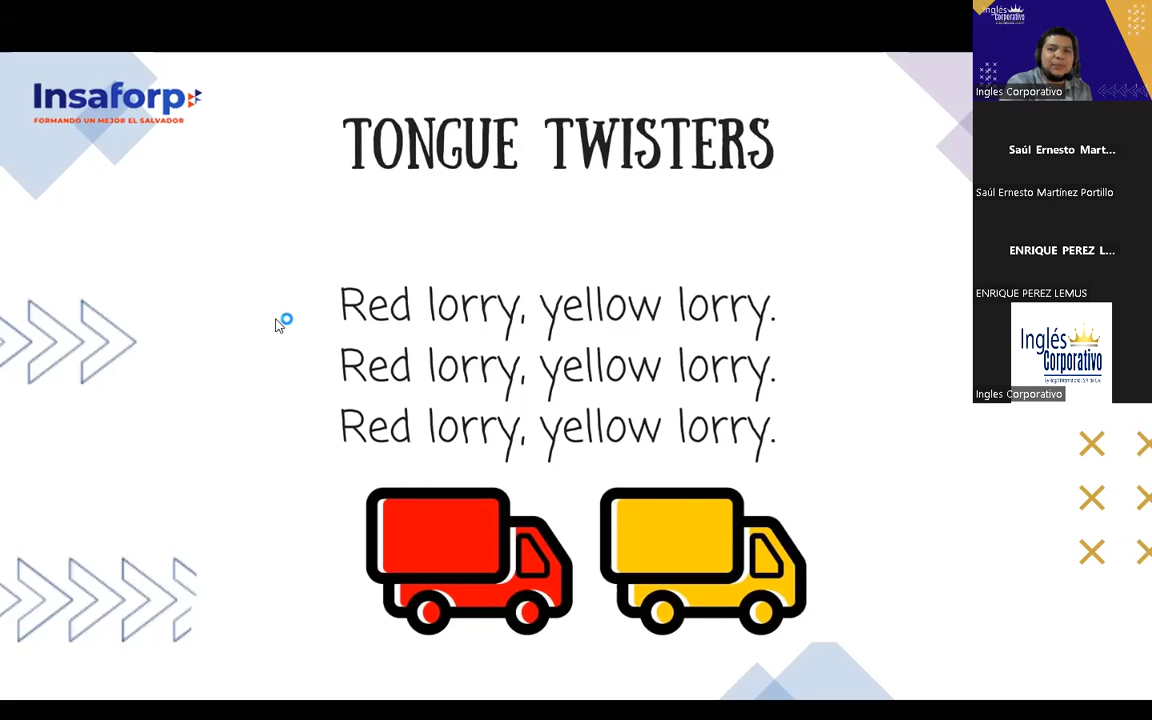 Insaforp
FORMANDO UN MEJOR EL SALVADOR
TONGUE TWISTERS
Red lorry, yellow lorry.
Red lorry, yellow lorry.
Red lorry, yellow lorry.
Inglés
Corporativo
Ingles Corporativo
Saúl Ernesto Mart...
Saúl Ernesto Martínez Portillo
ENRIQUE PEREZ L...
ENRIQUE PEREZ LEMUS
Inglés
Corporativo
Ingles Corporativo